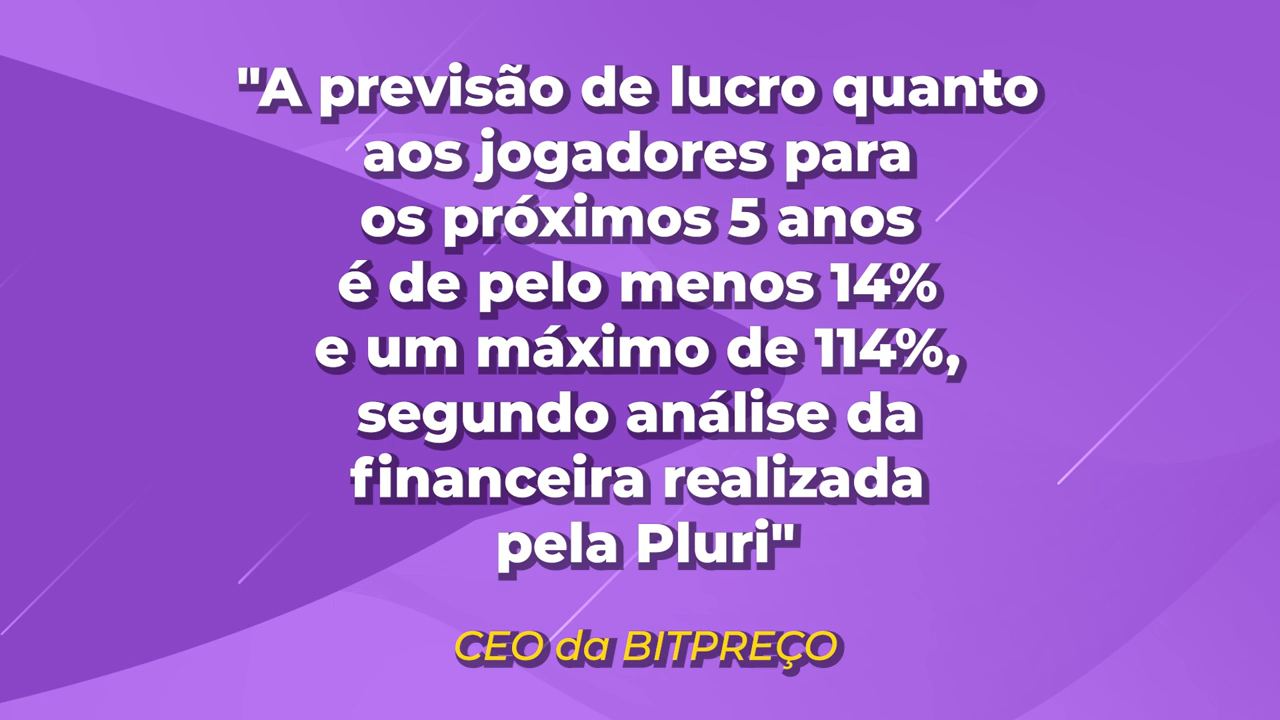 "A previsão de lucro quanto
aos jogadores para
os próximos 5 anos
é de pelo menos 14%
e um máximo de 114%,
segundo análise da
financeira realizada
pela Pluri"
CEO da BITPREÇO